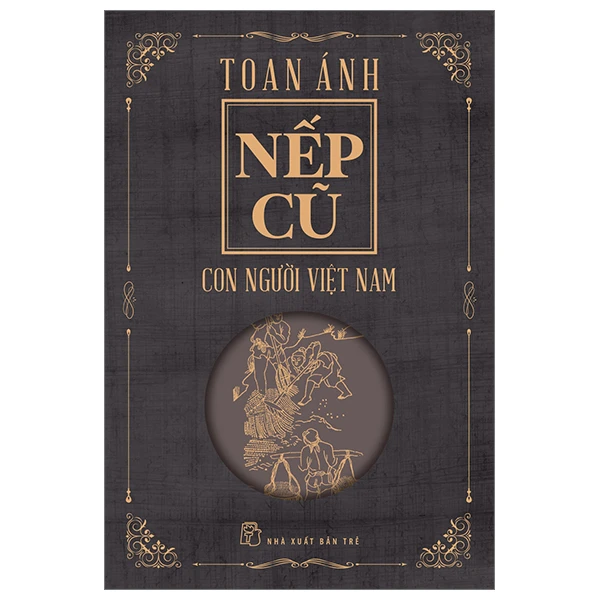 TOAN ÁNH
NẾP
CŨ
CON NGƯỜI VIỆT NAM
NHÀ XUẤT BẢN TRẺ